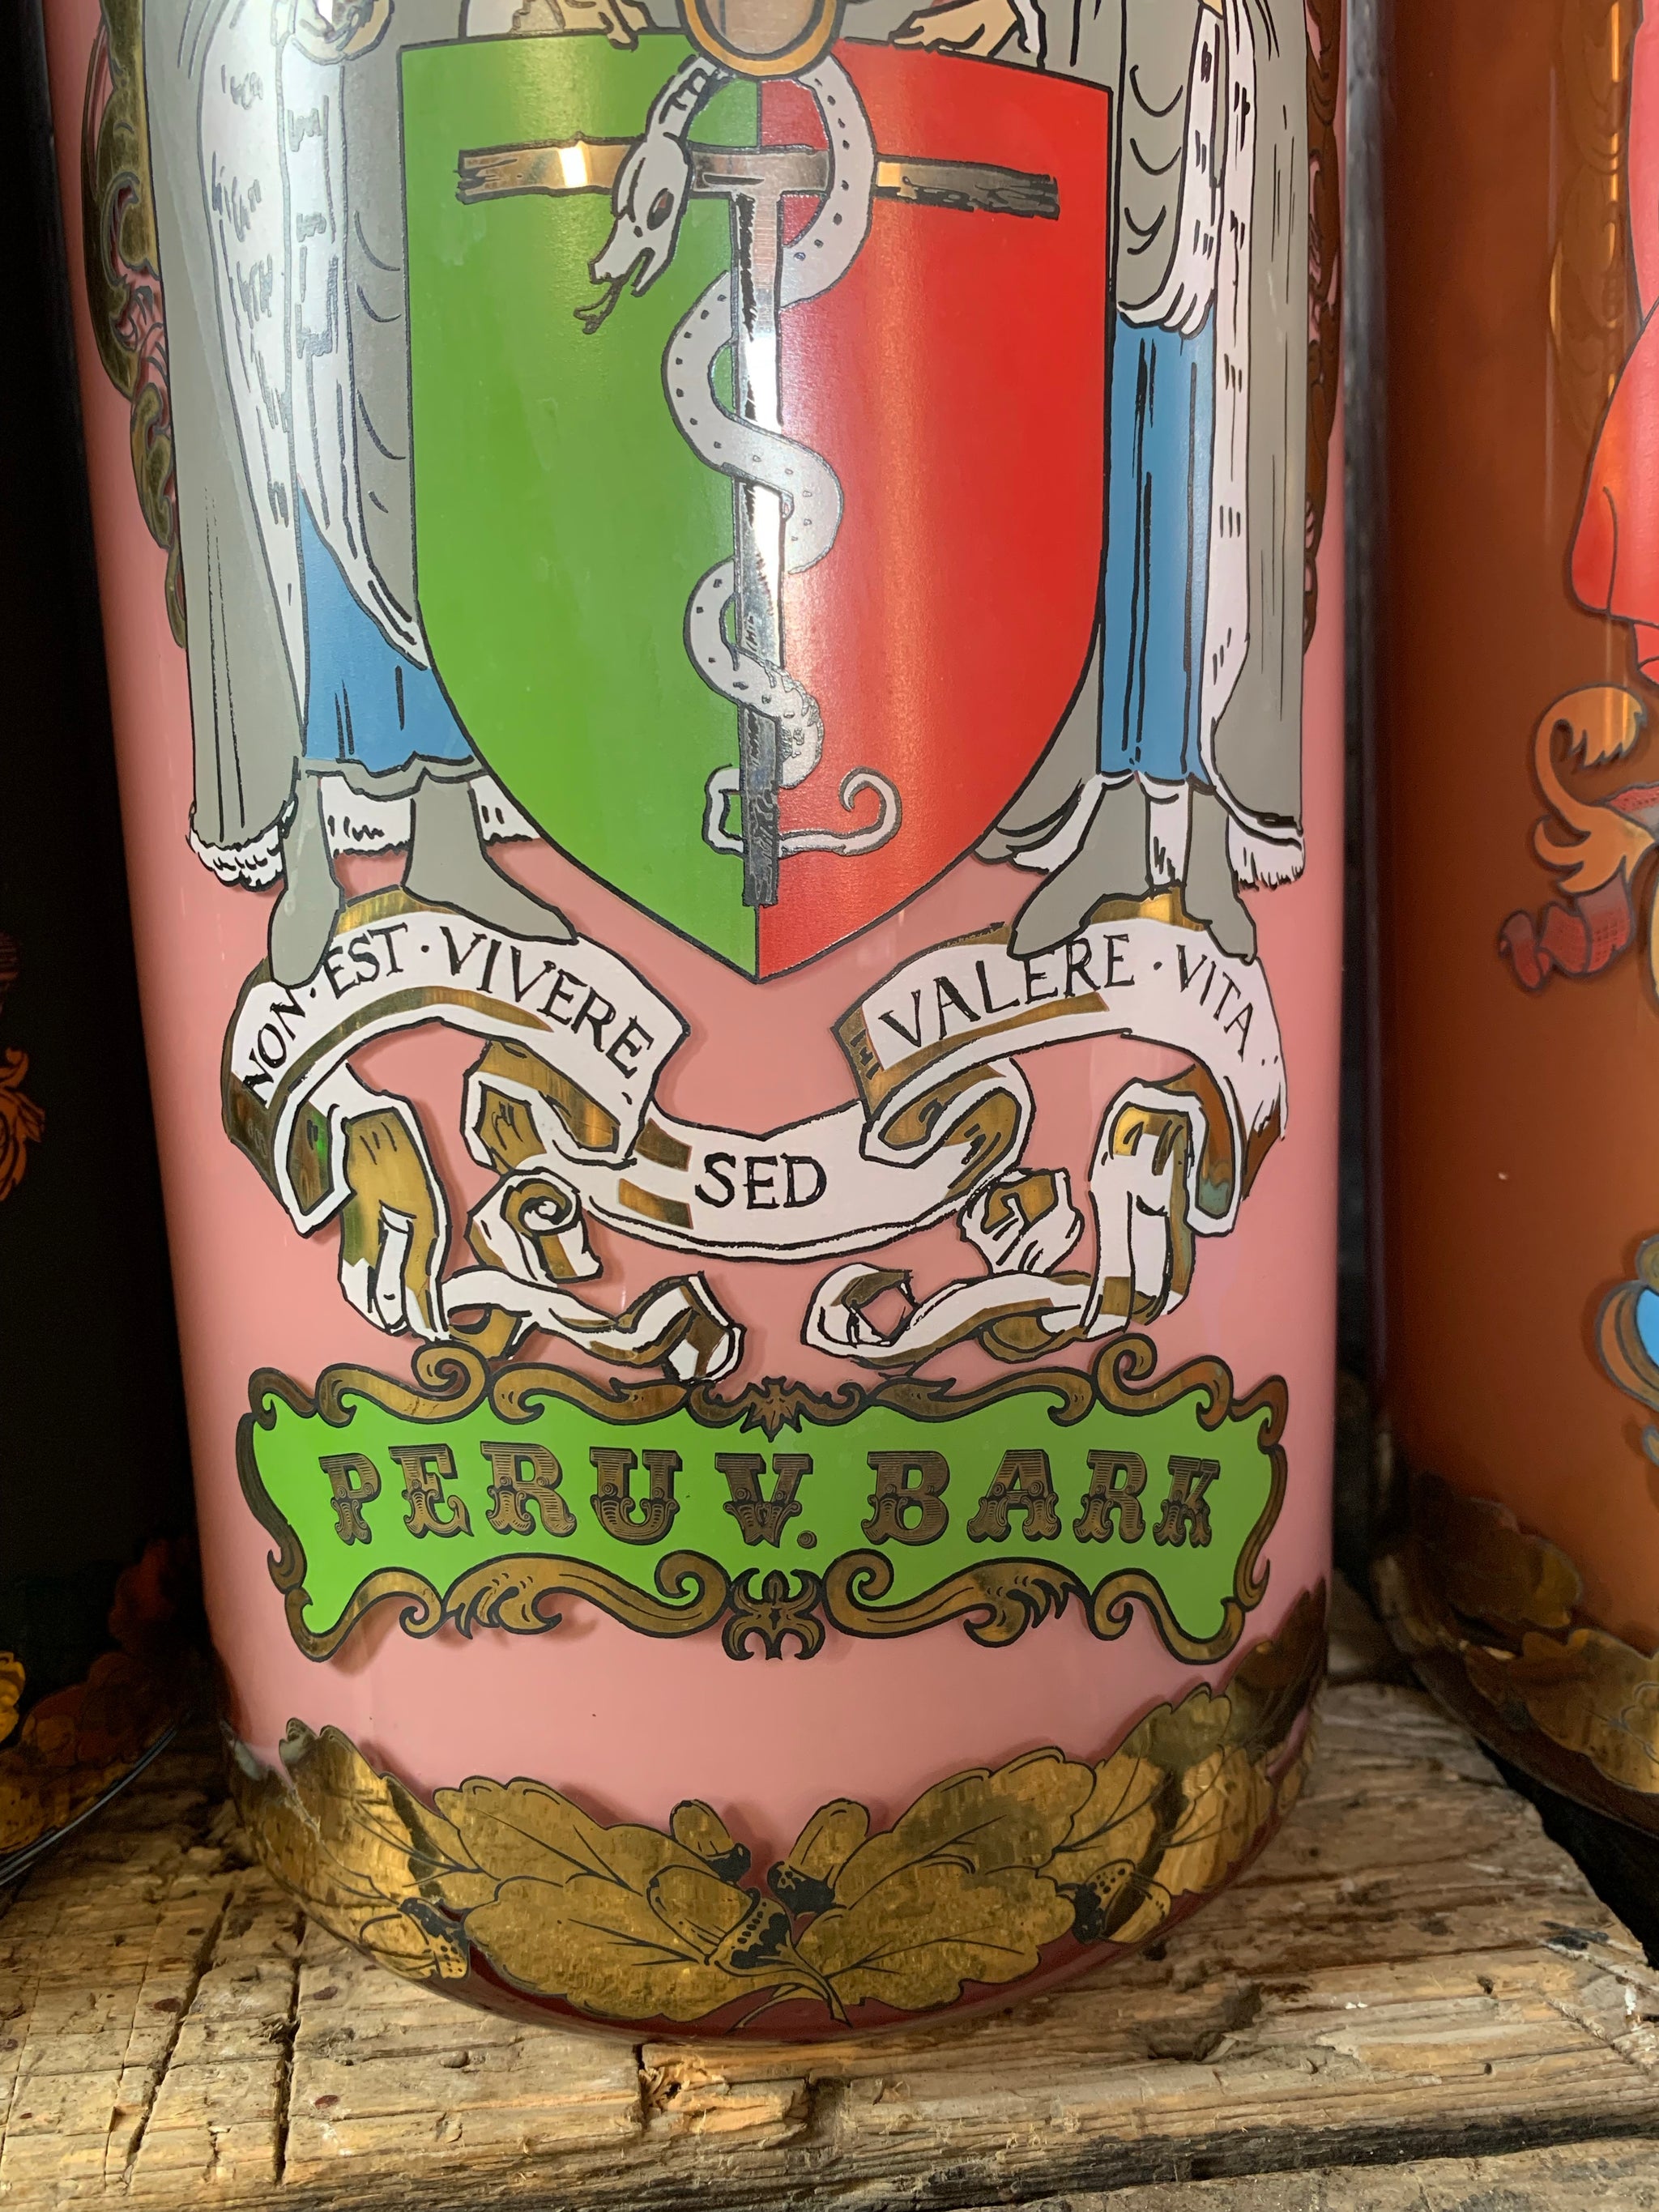 NON · EST · VIVERE
SED
VALERE · VITA
PERU V. BARK